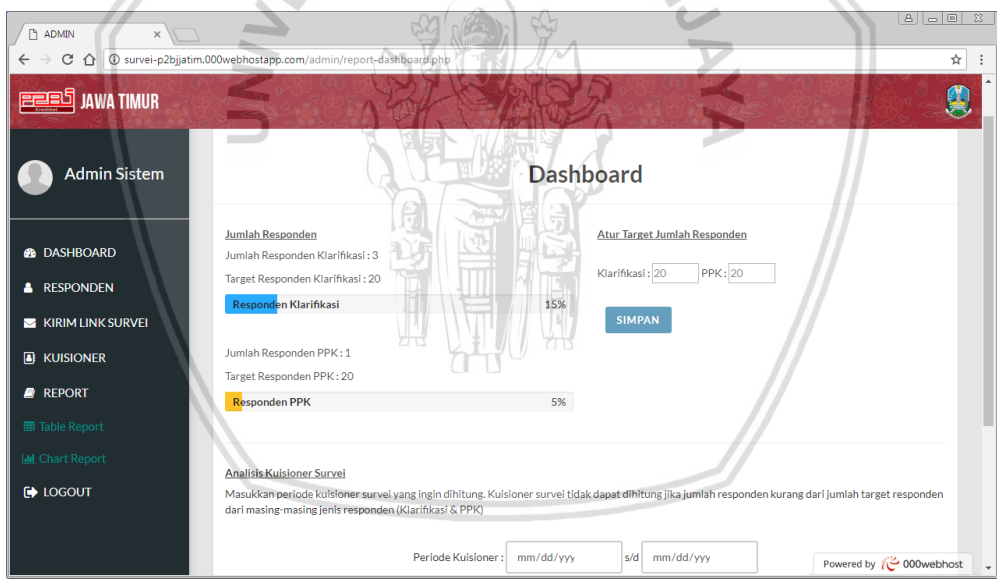 ADMIN
survei-p2bjjatim.000webhostapp.com/admin/report-dashboard.php
P2BJ JAWA TIMUR
Kredibel
Admin Sistem
DASHBOARD
RESPONDEN
KIRIM LINK SURVEI
KUISIONER
REPORT
Table Report
Chart Report
LOGOUT
Dashboard
Jumlah Responden
Jumlah Responden Klarifikasi : 3
Target Responden Klarifikasi : 20
Responden Klarifikasi 15%
Jumlah Responden PPK : 1
Target Responden PPK : 20
Responden PPK 5%
Atur Target Jumlah Responden
Klarifikasi : 20 PPK : 20
SIMPAN
Analisis Kuisioner Survei
Masukkan periode kuisioner survei yang ingin dihitung. Kuisioner survei tidak dapat dihitung jika jumlah responden kurang dari jumlah target responden
dari masing-masing jenis responden (Klarifikasi & PPK)
Periode Kuisioner : mm/dd/yyy s/d mm/dd/yyy
Powered by 000webhost
UNIV
JAYA